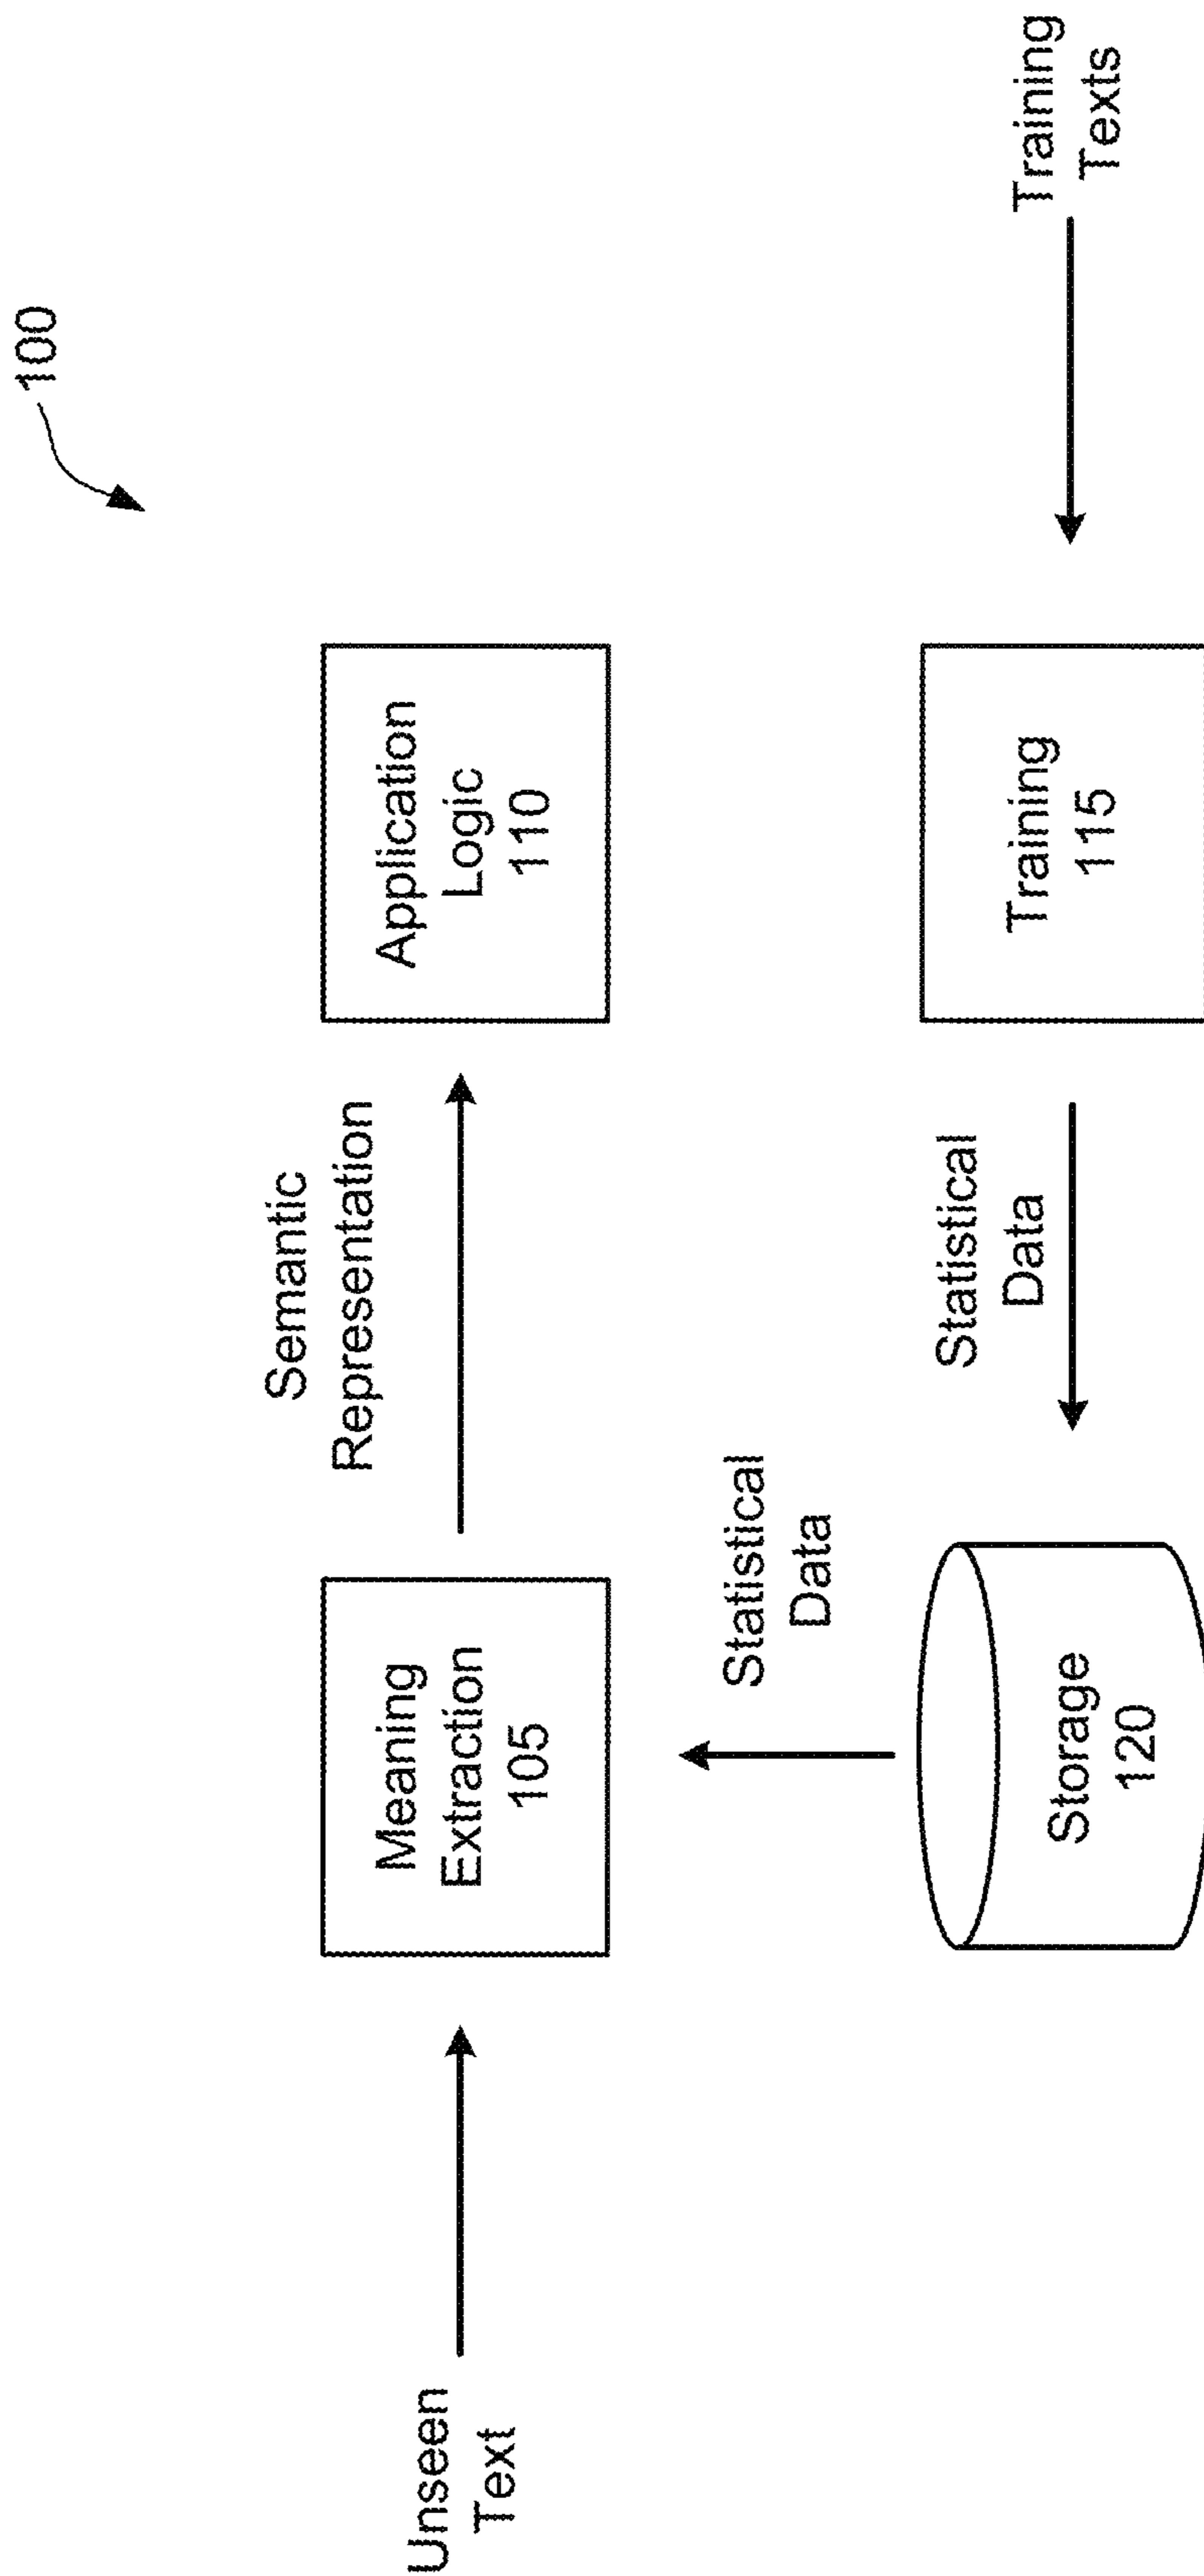 100
Unseen
Text
Meaning
Extraction
105
Semantic
Representation
Application
Logic
110
Statistical
Data
Storage
120
Statistical
Data
Training
115
Training
Texts